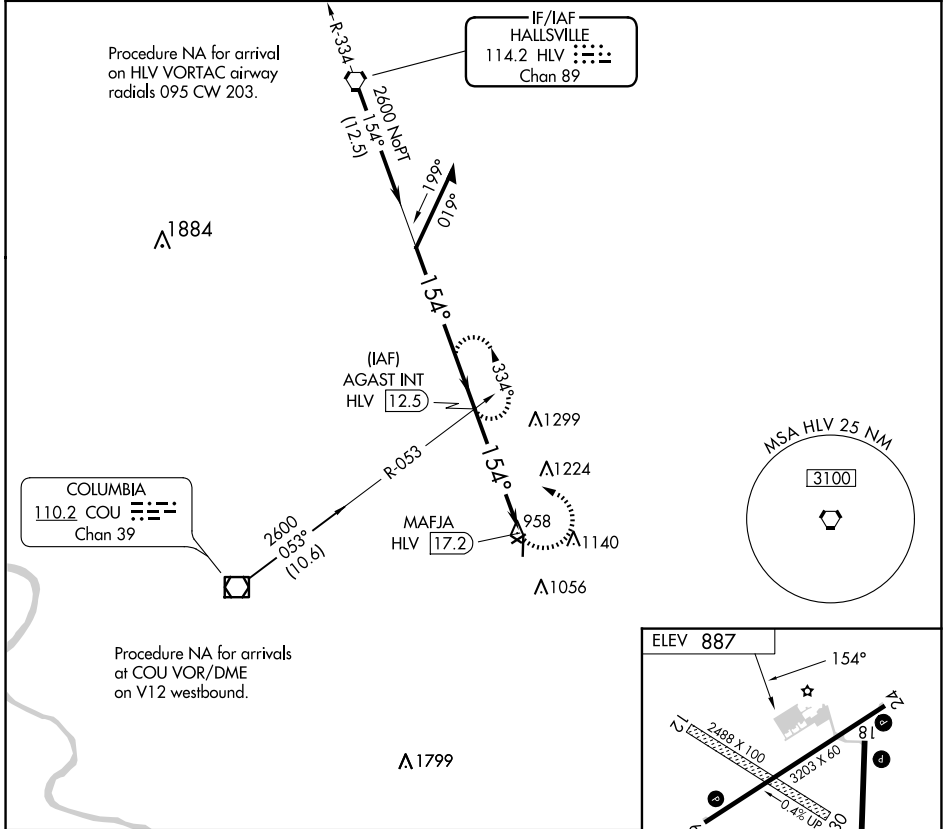 Procedure NA for arrival
on HLV VORTAC airway
radials 095 CW 203.
R-334
IF/IAF
HALLSVILLE
114.2 HLV
Chan 89
2600 NoPT
154°
(12.5)
199°
019°
1884
154°
(IAF)
AGAST INT
HLV 12.5
334°
1299
R-053
154°
1224
MSA HLV 25 NM
3100
COLUMBIA
110.2 COU
Chan 39
2600
053°
(10.6)
MAFJA
HLV 17.2
958
1140
1056
Procedure NA for arrivals
at COU VOR/DME
on V12 westbound.
1799
ELEV 887
154°
24
12
2488 X 100
18
P
P
3203 X 60
P
0.4% UP
30